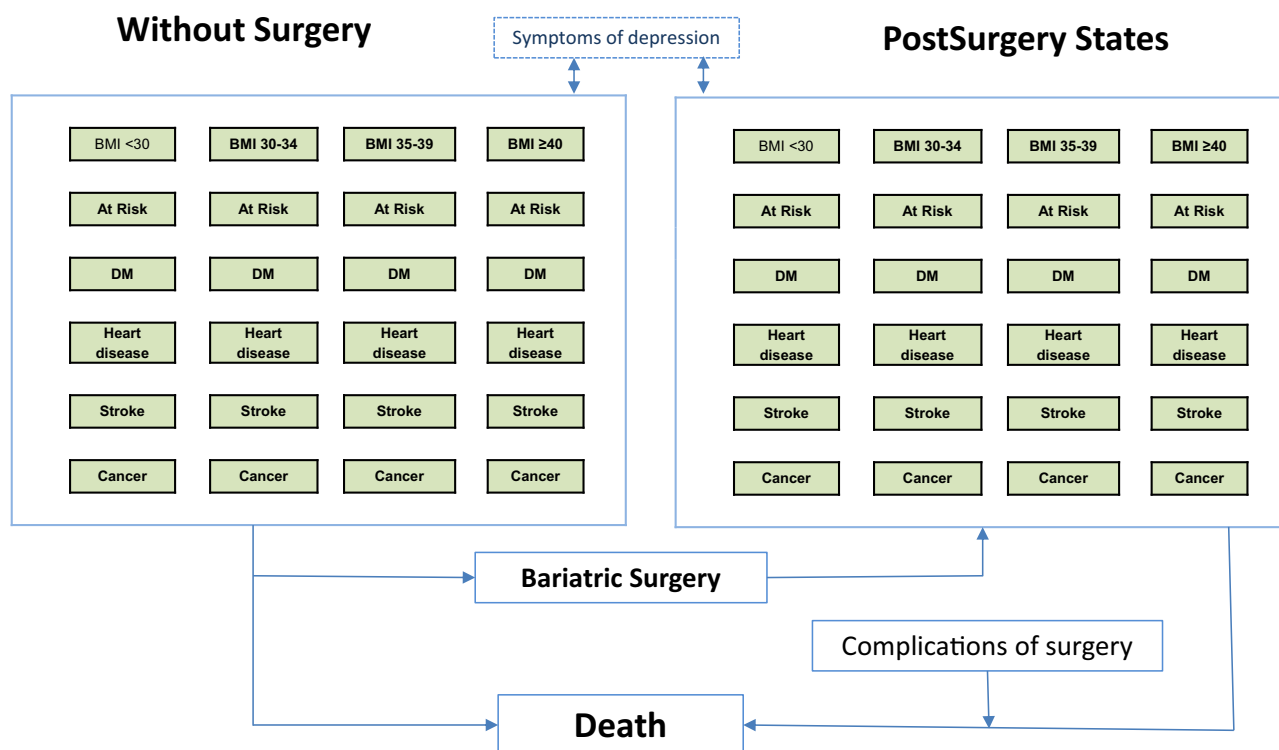 Without Surgery
Symptoms of depression
PostSurgery States
BMI <30
BMI 30-34
BMI 35-39
BMI ≥40
At Risk
At Risk
At Risk
At Risk
DM
DM
DM
DM
Heart
disease
Heart
disease
Heart
disease
Heart
disease
Stroke
Stroke
Stroke
Stroke
Cancer
Cancer
Cancer
Cancer
BMI <30
BMI 30-34
BMI 35-39
BMI ≥40
At Risk
At Risk
At Risk
At Risk
DM
DM
DM
DM
Heart
disease
Heart
disease
Heart
disease
Heart
disease
Stroke
Stroke
Stroke
Stroke
Cancer
Cancer
Cancer
Cancer
Bariatric Surgery
Complications of surgery
Death